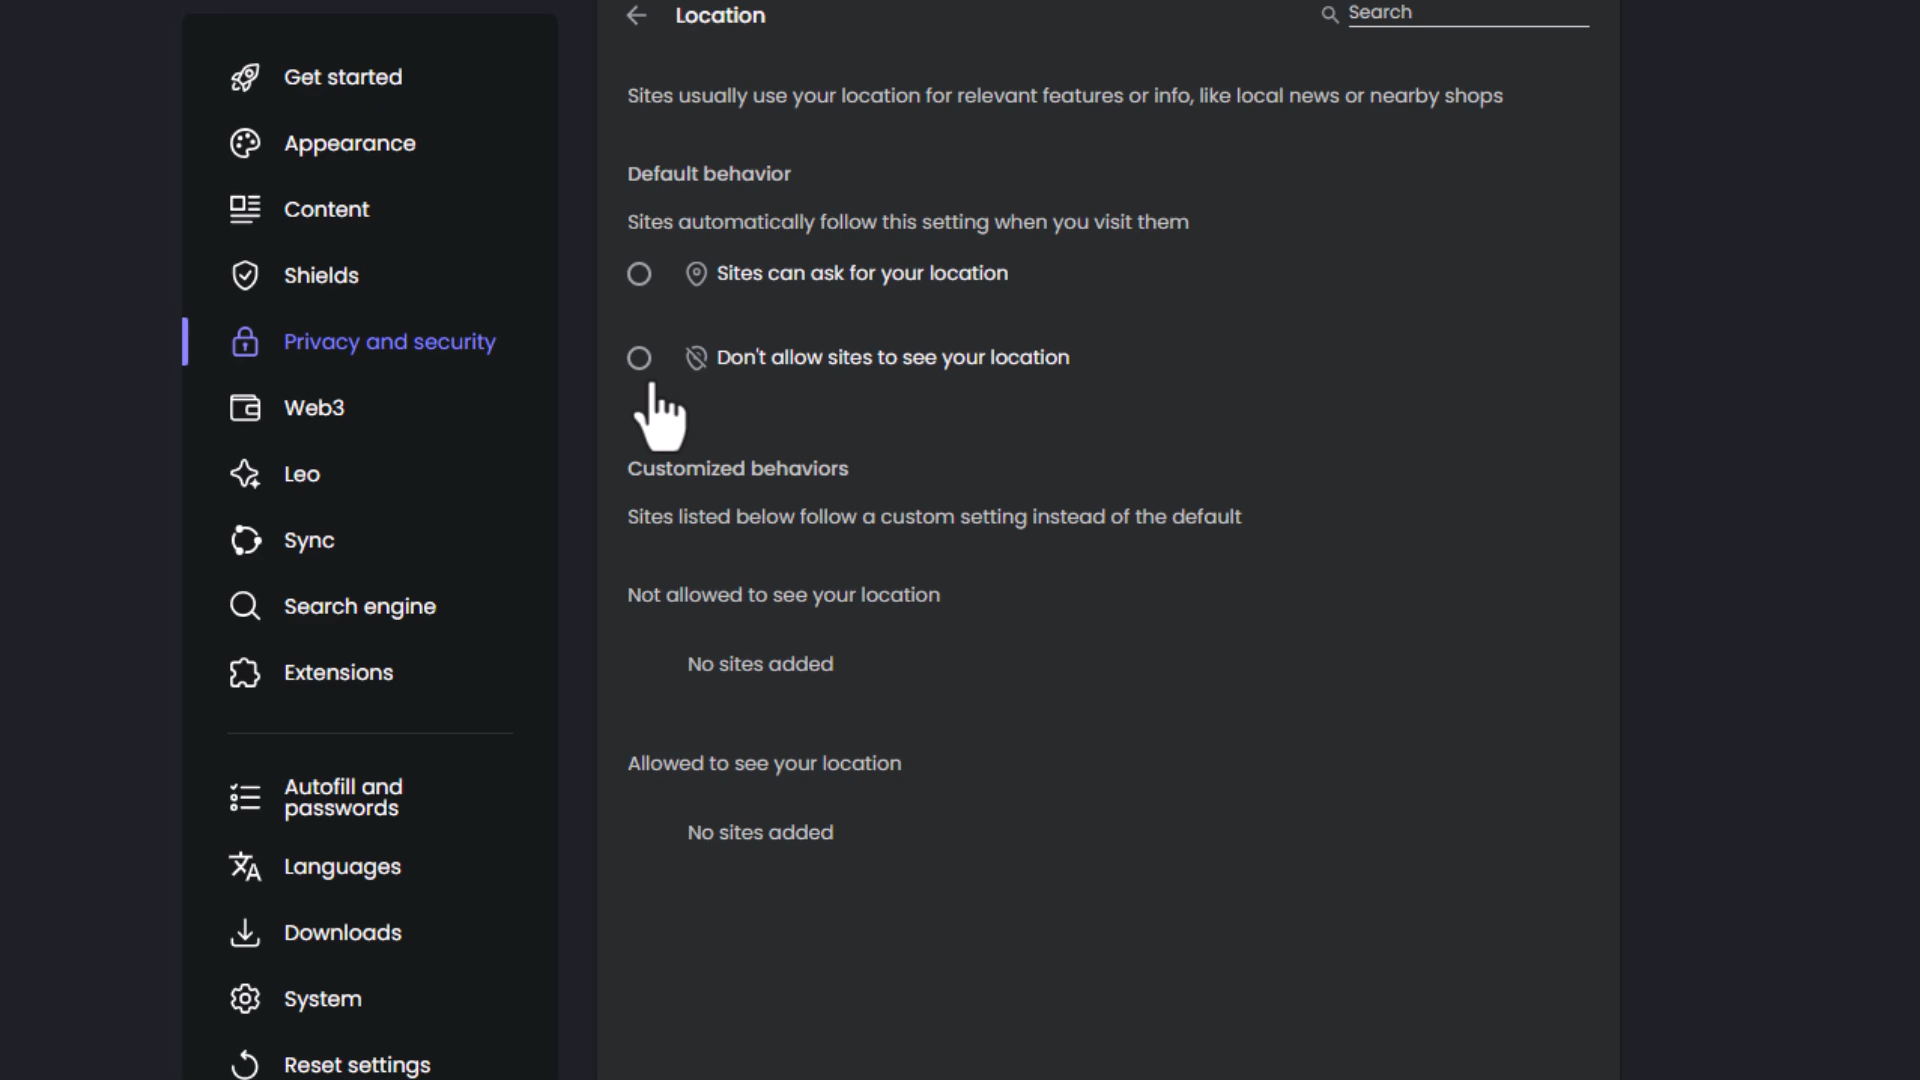 Get started
Appearance
Content
Shields
Privacy and security
Web3
Leo
Sync
Search engine
Extensions
Autofill and
passwords
Languages
Downloads
System
Reset settings
Location
Search
Sites usually use your location for relevant features or info, like local news or nearby shops
Default behavior
Sites automatically follow this setting when you visit them
Sites can ask for your location
Don't allow sites to see your location
Customized behaviors
Sites listed below follow a custom setting instead of the default
Not allowed to see your location
No sites added
Allowed to see your location
No sites added